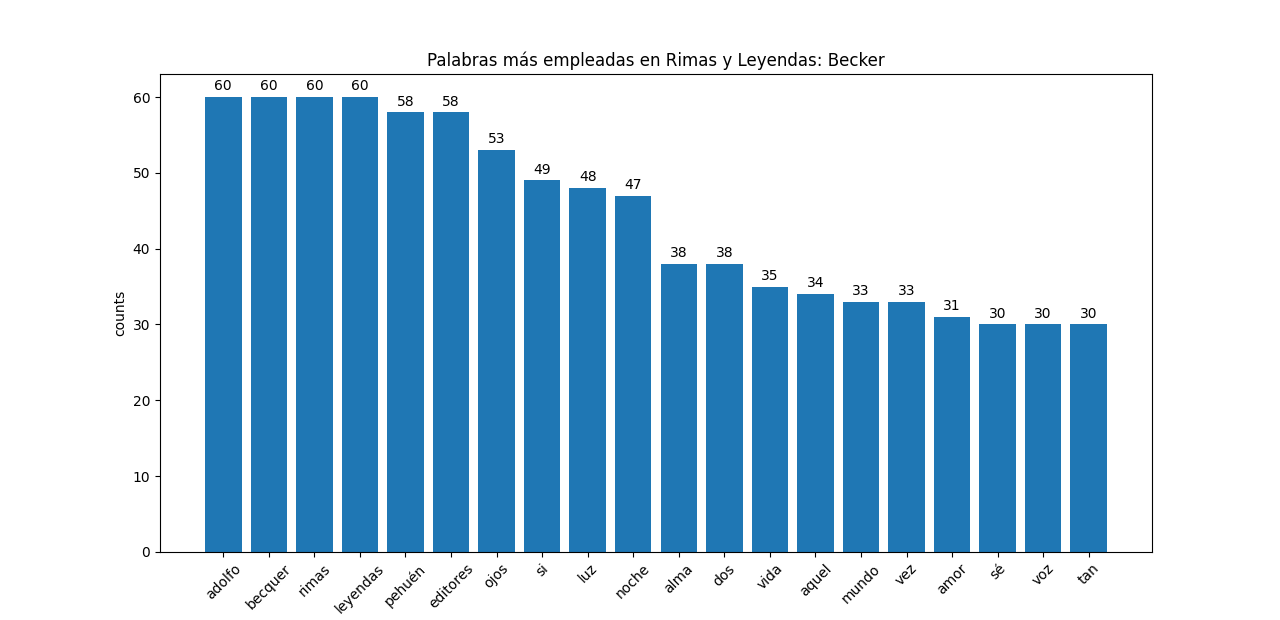 Palabras más empleadas en Rimas y Leyendas: Becker
60 60 60 60 58 58 53 49 48 47 38 38 35 34 33 33 31 30 30 30
counts
60
50
40
30
20
10
0
adolfo becquer rimas leyendas pehuén editores ojos si luz noche alma dos vida aquel mundo vez amor sé voz tan